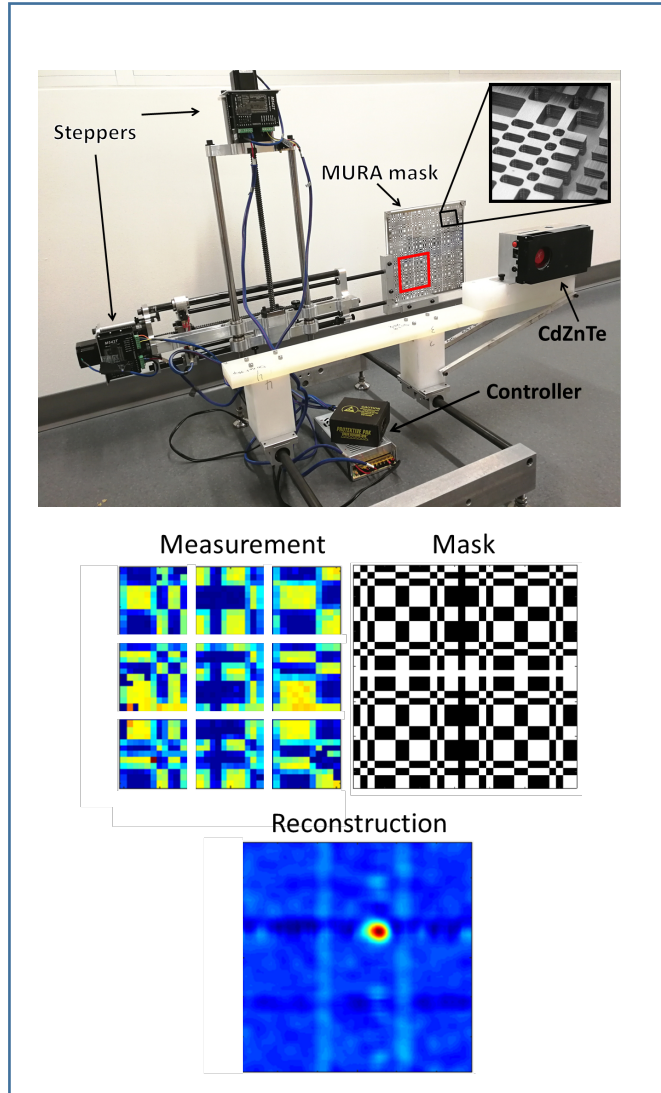 Steppers
MURA mask
CdZnTe
Controller
Measurement
Mask
Reconstruction